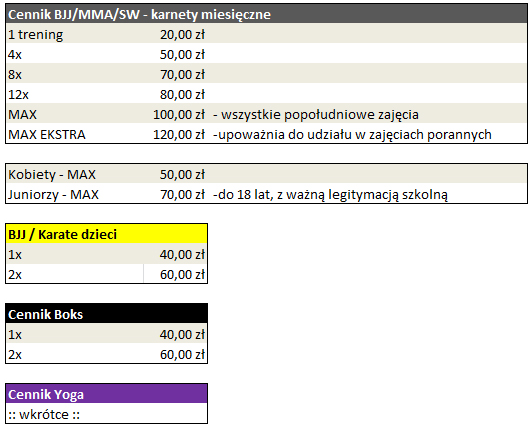 Cennik BJJ/MMA/SW - karnety miesięczne
1 trening 20,00 zł
4x 50,00 zł
8x 70,00 zł
12x 80,00 zł
MAX 100,00 zł - wszystkie popołudniowe zajęcia
MAX EKSTRA 120,00 zł -upoważnia do udziału w zajęciach porannych
Kobiety - MAX 50,00 zł
Juniorzy - MAX 70,00 zł -do 18 lat, z ważną legitymacją szkolną
BJJ / Karate dzieci
1x 40,00 zł
2x 60,00 zł
Cennik Boks
1x 40,00 zł
2x 60,00 zł
Cennik Yoga
:: wkrótce ::